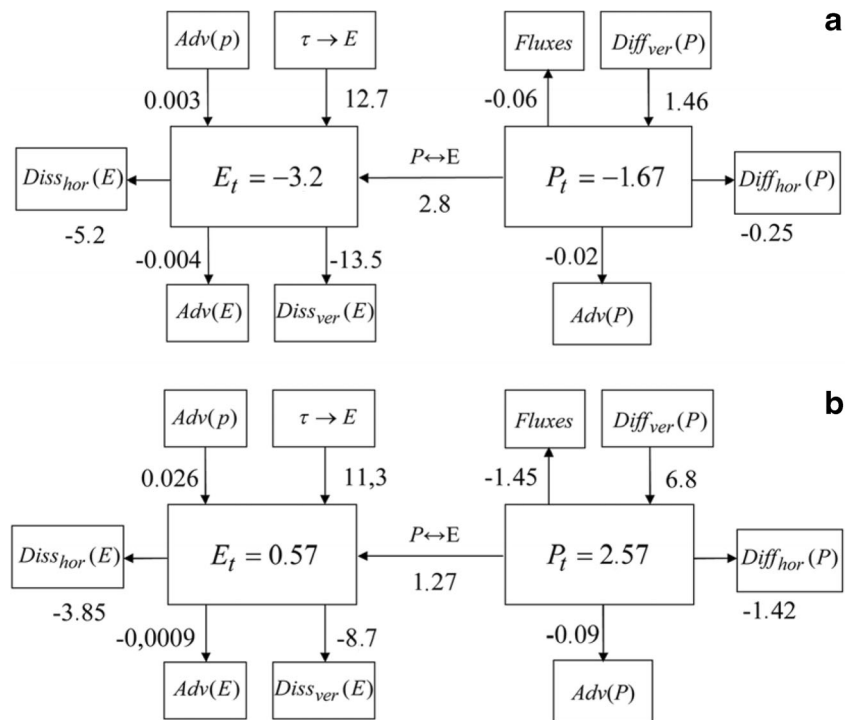 a
Adv(p) τ → E Fluxes Diff_ver(P)
0.003 12.7 -0.06 1.46
Diss_hor(E) E_t = −3.2 P↔E P_t = −1.67 Diff_hor(P)
2.8
-5.2 -0.25
-0.004 -13.5 -0.02
Adv(E) Diss_ver(E) Adv(P)
b
Adv(p) τ → E Fluxes Diff_ver(P)
0.026 11,3 -1.45 6.8
Diss_hor(E) E_t = 0.57 P↔E P_t = 2.57 Diff_hor(P)
1.27
-3.85 -1.42
-0,0009 -8.7 -0.09
Adv(E) Diss_ver(E) Adv(P)